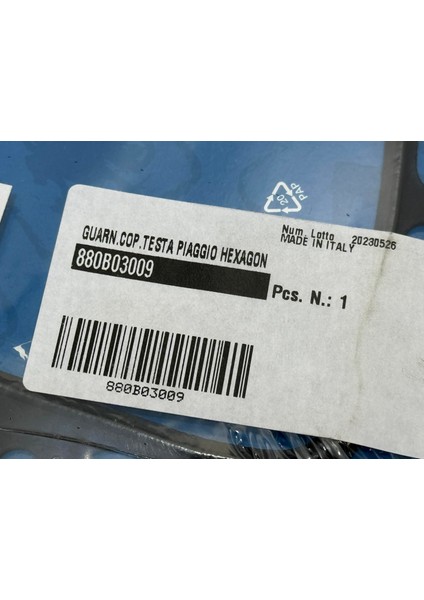 20
PAP
GUARN.COP.TESTA PIAGGIO HEXAGON
Num. Lotto 20230526
MADE IN ITALY
880B03009
Pcs. N.: 1
880B03009